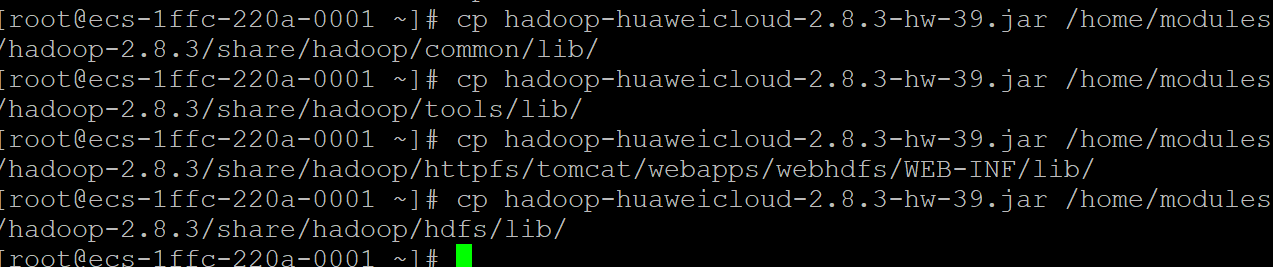 [root@ecs-1ffc-220a-0001 ~]# cp hadoop-huaweicloud-2.8.3-hw-39.jar /home/modules
/hadoop-2.8.3/share/hadoop/common/lib/
[root@ecs-1ffc-220a-0001 ~]# cp hadoop-huaweicloud-2.8.3-hw-39.jar /home/modules
/hadoop-2.8.3/share/hadoop/tools/lib/
[root@ecs-1ffc-220a-0001 ~]# cp hadoop-huaweicloud-2.8.3-hw-39.jar /home/modules
/hadoop-2.8.3/share/hadoop/httpfs/tomcat/webapps/webhdfs/WEB-INF/lib/
[root@ecs-1ffc-220a-0001 ~]# cp hadoop-huaweicloud-2.8.3-hw-39.jar /home/modules
/hadoop-2.8.3/share/hadoop/hdfs/lib/
[root@ecs-1ffc-220a-0001 ~]#